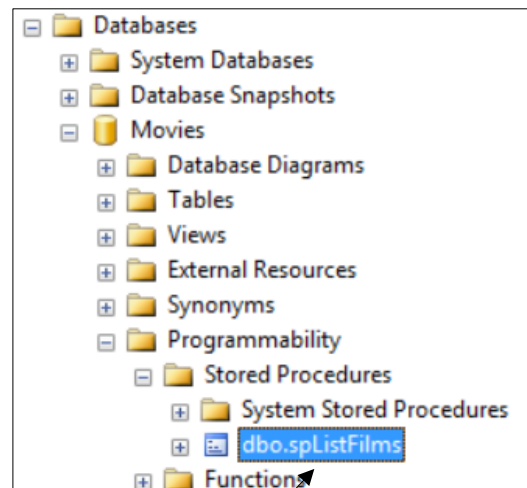 Databases
System Databases
Database Snapshots
Movies
Database Diagrams
Tables
Views
External Resources
Synonyms
Programmability
Stored Procedures
System Stored Procedures
dbo.spListFilms
Functions